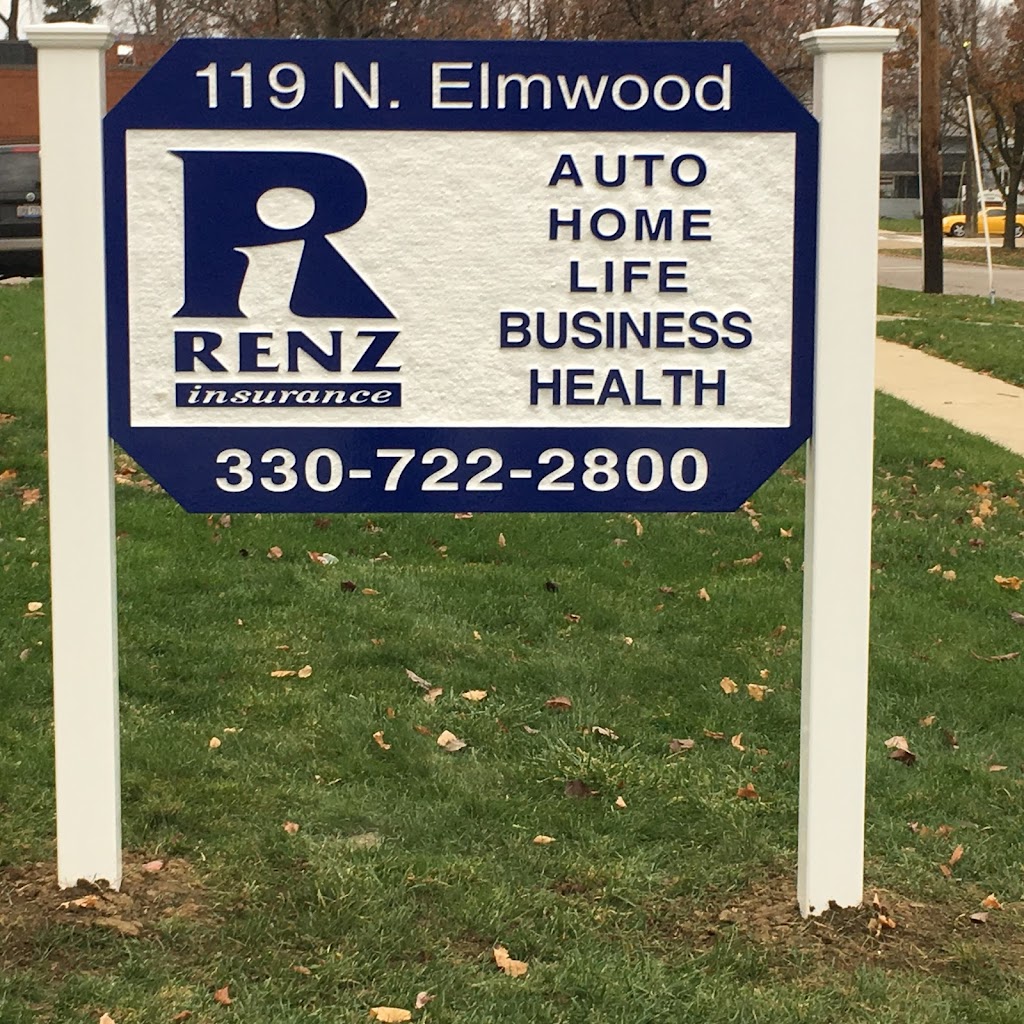 119 N. Elmwood
R
RENZ
insurance
AUTO
HOME
LIFE
BUSINESS
HEALTH
330-722-2800